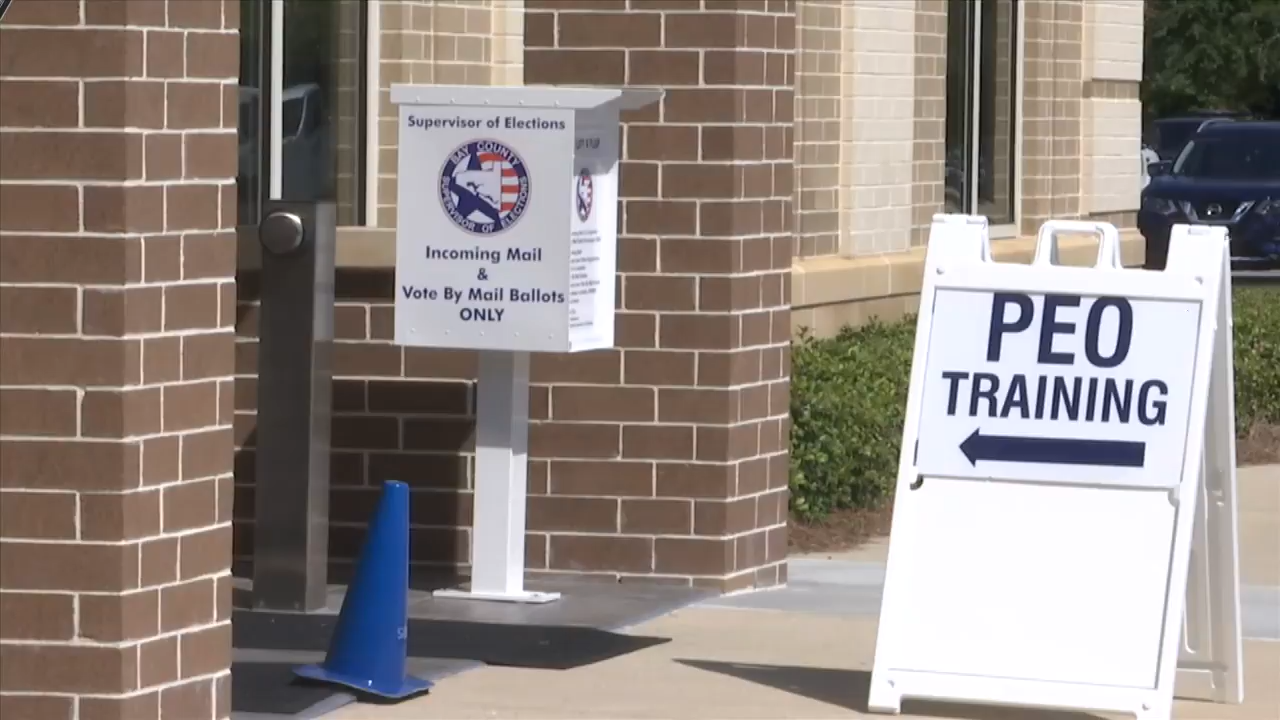 Supervisor of Elections
BAY COUNTY
SUPERVISOR OF ELECTIONS
Incoming Mail
&
Vote By Mail Ballots
ONLY
PEO
TRAINING